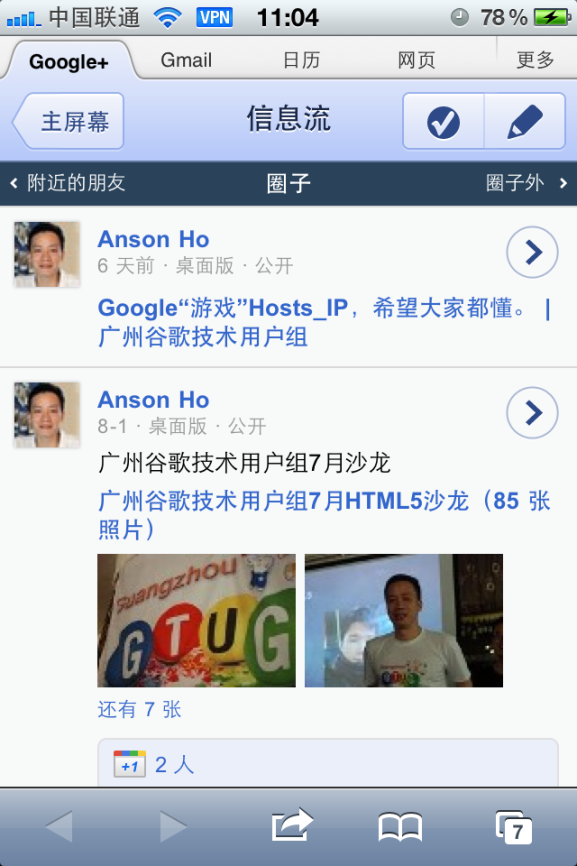 中国联通 VPN 11:04 78%
Google+ Gmail 日历 网页 更多
主屏幕 信息流
附近的朋友 圈子 圈子外
Anson Ho
6 天前 · 桌面版 · 公开
Google“游戏”Hosts_IP，希望大家都懂。 |
广州谷歌技术用户组
Anson Ho
8-1 · 桌面版 · 公开
广州谷歌技术用户组7月沙龙
广州谷歌技术用户组7月HTML5沙龙（85 张
照片）
Guangzhou
GTUG
GTUG
还有 7 张
+1 2 人
7